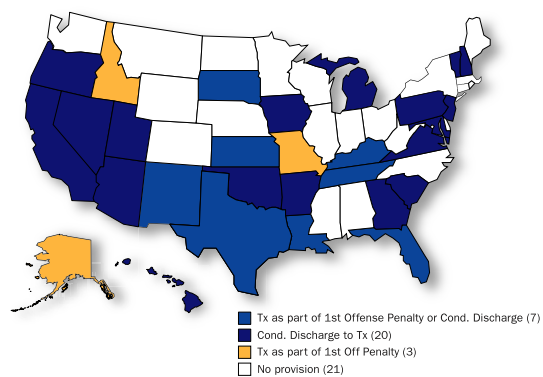 Tx as part of 1st Offense Penalty or Cond. Discharge (7)
Cond. Discharge to Tx (20)
Tx as part of 1st Off Penalty (3)
No provision (21)